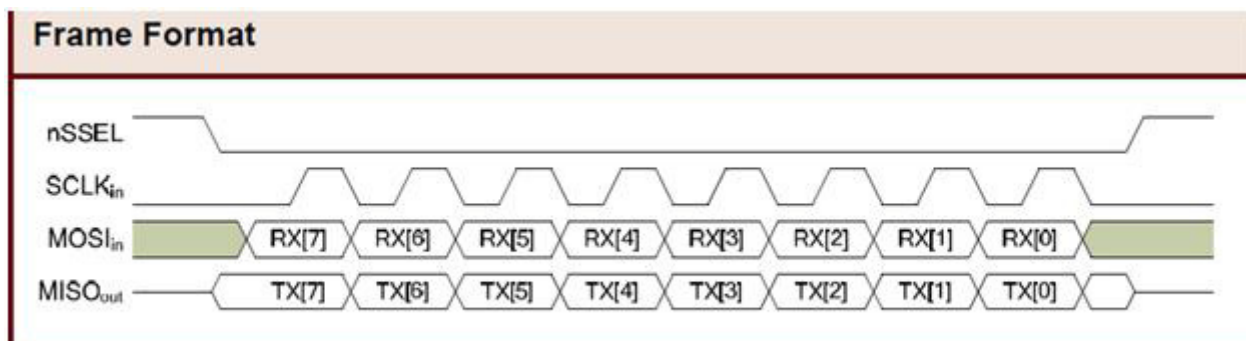 Frame Format
nSSEL
SCLKin
MOSIin RX[7] RX[6] RX[5] RX[4] RX[3] RX[2] RX[1] RX[0]
MISOout TX[7] TX[6] TX[5] TX[4] TX[3] TX[2] TX[1] TX[0]